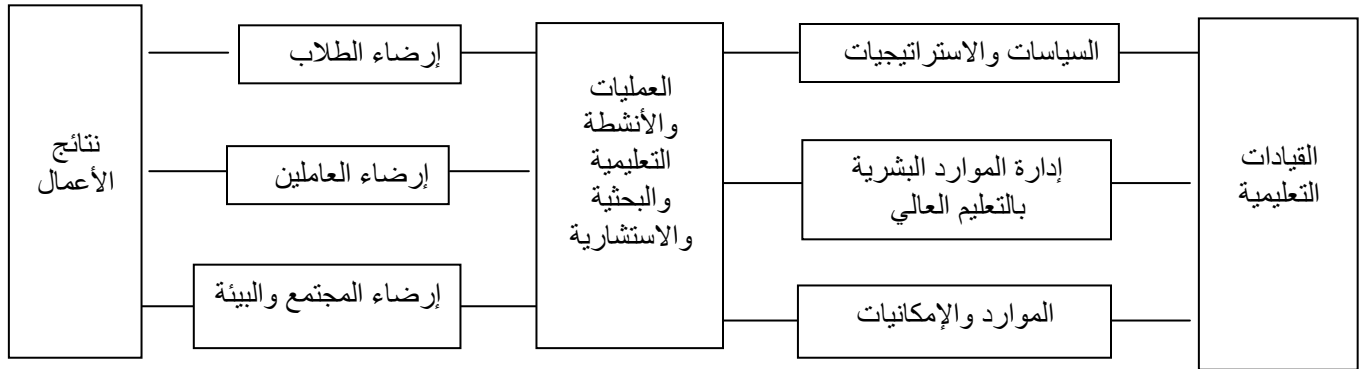 القيادات
التعليمية
السياسات والاستراتيجيات
إدارة الموارد البشرية
بالتعليم العالي
الموارد والإمكانيات
العمليات
والأنشطة
التعليمية
والبحثية
والاستشارية
إرضاء الطلاب
إرضاء العاملين
إرضاء المجتمع والبيئة
نتائج
الأعمال